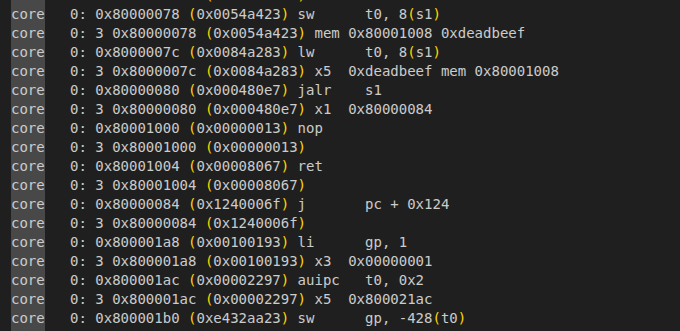 core   0: 0x80000078 (0x0054a423) sw      t0, 8(s1)
core   0: 3 0x80000078 (0x0054a423) mem 0x80001008 0xdeadbeef
core   0: 0x8000007c (0x0084a283) lw      t0, 8(s1)
core   0: 3 0x8000007c (0x0084a283) x5  0xdeadbeef mem 0x80001008
core   0: 0x80000080 (0x000480e7) jalr    s1
core   0: 3 0x80000080 (0x000480e7) x1  0x80000084
core   0: 0x80001000 (0x00000013) nop
core   0: 3 0x80001000 (0x00000013)
core   0: 0x80001004 (0x00008067) ret
core   0: 3 0x80001004 (0x00008067)
core   0: 0x80000084 (0x1240006f) j       pc + 0x124
core   0: 3 0x80000084 (0x1240006f)
core   0: 0x800001a8 (0x00100193) li      gp, 1
core   0: 3 0x800001a8 (0x00100193) x3  0x00000001
core   0: 0x800001ac (0x00002297) auipc   t0, 0x2
core   0: 3 0x800001ac (0x00002297) x5  0x800021ac
core   0: 0x800001b0 (0xe432aa23) sw      gp, -428(t0)